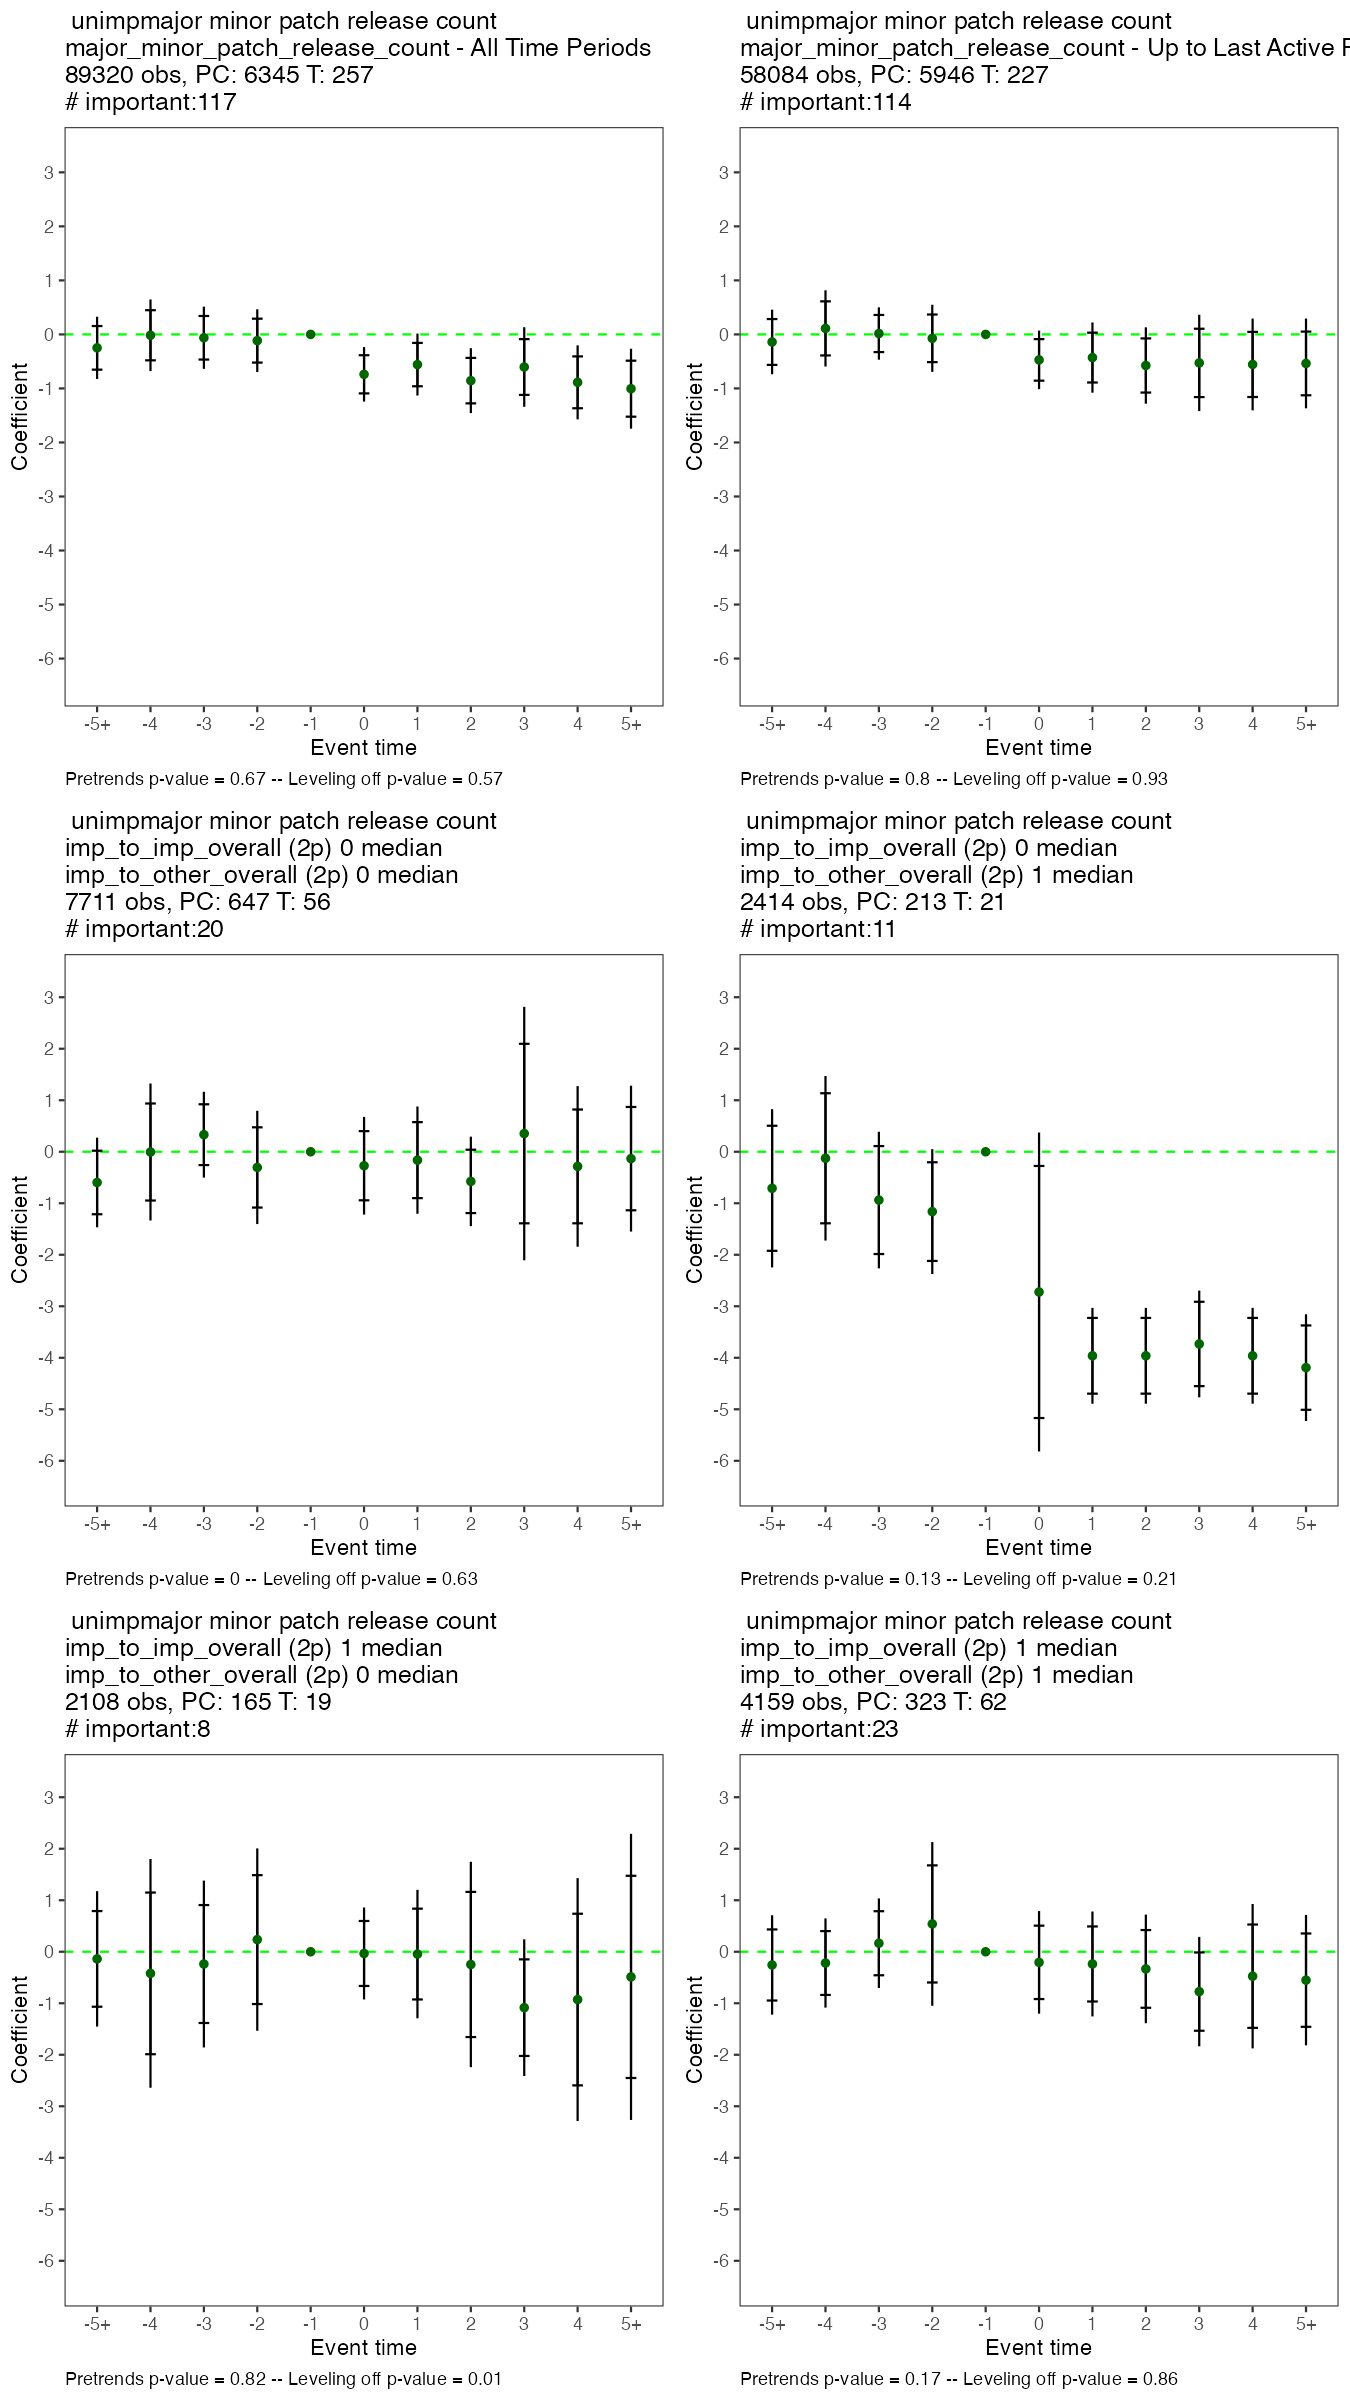 unimpmajor minor patch release count
major_minor_patch_release_count - All Time Periods
89320 obs, PC: 6345 T: 257
# important:117
3
2
1
0
-1
-2
-3
-4
-5
-6
Coefficient
-5+ -4 -3 -2 -1 0 1 2 3 4 5+
Event time
Pretrends p-value = 0.67 -- Leveling off p-value = 0.57
unimpmajor minor patch release count
major_minor_patch_release_count - Up to Last Active
58084 obs, PC: 5946 T: 227
# important:114
3
2
1
0
-1
-2
-3
-4
-5
-6
Coefficient
-5+ -4 -3 -2 -1 0 1 2 3 4 5+
Event time
Pretrends p-value = 0.8 -- Leveling off p-value = 0.93
unimpmajor minor patch release count
imp_to_imp_overall (2p) 0 median
imp_to_other_overall (2p) 0 median
7711 obs, PC: 647 T: 56
# important:20
3
2
1
0
-1
-2
-3
-4
-5
-6
Coefficient
-5+ -4 -3 -2 -1 0 1 2 3 4 5+
Event time
Pretrends p-value = 0 -- Leveling off p-value = 0.63
unimpmajor minor patch release count
imp_to_imp_overall (2p) 0 median
imp_to_other_overall (2p) 1 median
2414 obs, PC: 213 T: 21
# important:11
3
2
1
0
-1
-2
-3
-4
-5
-6
Coefficient
-5+ -4 -3 -2 -1 0 1 2 3 4 5+
Event time
Pretrends p-value = 0.13 -- Leveling off p-value = 0.21
unimpmajor minor patch release count
imp_to_imp_overall (2p) 1 median
imp_to_other_overall (2p) 0 median
2108 obs, PC: 165 T: 19
# important:8
3
2
1
0
-1
-2
-3
-4
-5
-6
Coefficient
-5+ -4 -3 -2 -1 0 1 2 3 4 5+
Event time
Pretrends p-value = 0.82 -- Leveling off p-value = 0.01
unimpmajor minor patch release count
imp_to_imp_overall (2p) 1 median
imp_to_other_overall (2p) 1 median
4159 obs, PC: 323 T: 62
# important:23
3
2
1
0
-1
-2
-3
-4
-5
-6
Coefficient
-5+ -4 -3 -2 -1 0 1 2 3 4 5+
Event time
Pretrends p-value = 0.17 -- Leveling off p-value = 0.86